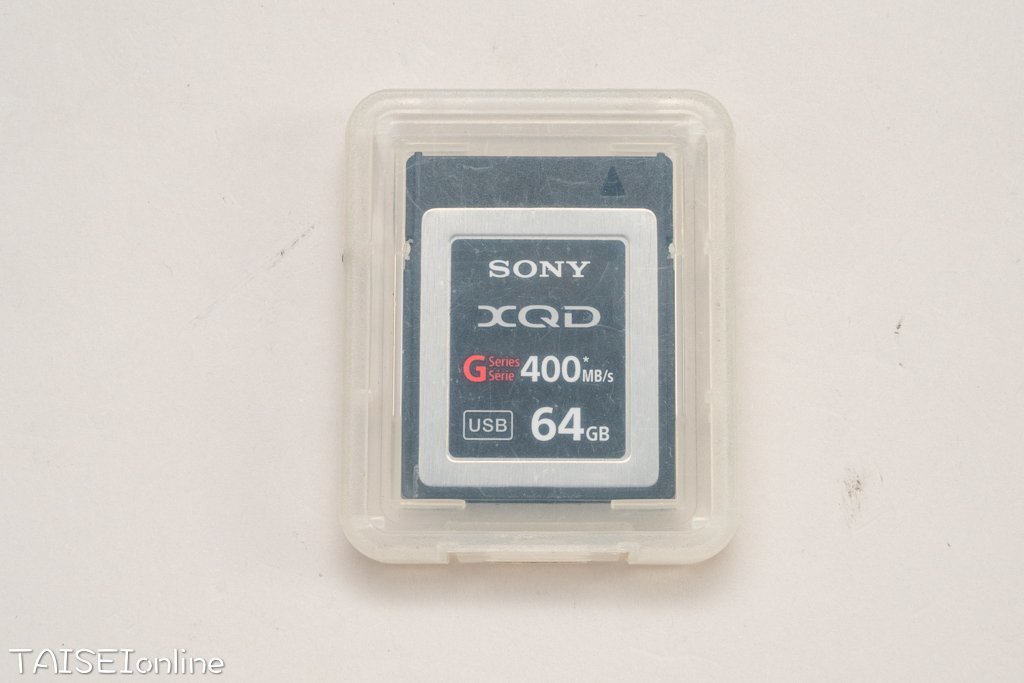 SONY
XQD
G Series Série 400* MB/s
USB 64GB
TAISEIonline